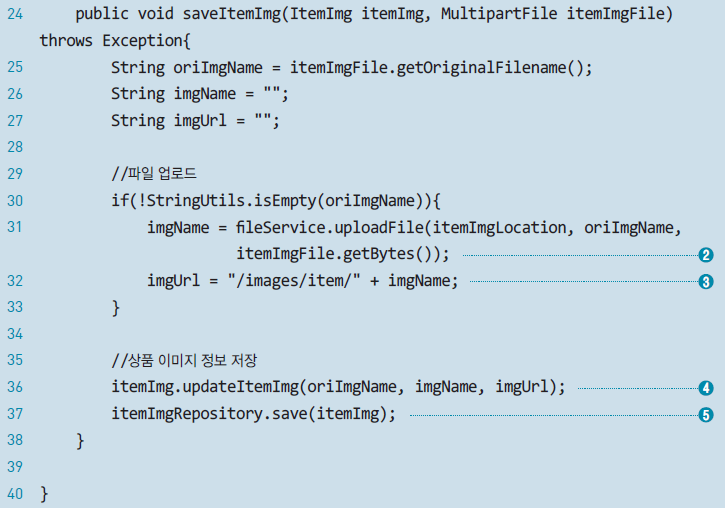 24 public void saveItemImg(ItemImg itemImg, MultipartFile itemImgFile)
throws Exception{
25 String oriImgName = itemImgFile.getOriginalFilename();
26 String imgName = "";
27 String imgUrl = "";
28
29 //파일 업로드
30 if(!StringUtils.isEmpty(oriImgName)){
31 imgName = fileService.uploadFile(itemImgLocation, oriImgName,
itemImgFile.getBytes()); ❷
32 imgUrl = "/images/item/" + imgName; ❸
33 }
34
35 //상품 이미지 정보 저장
36 itemImg.updateItemImg(oriImgName, imgName, imgUrl); ❹
37 itemImgRepository.save(itemImg); ❺
38 }
39
40 }